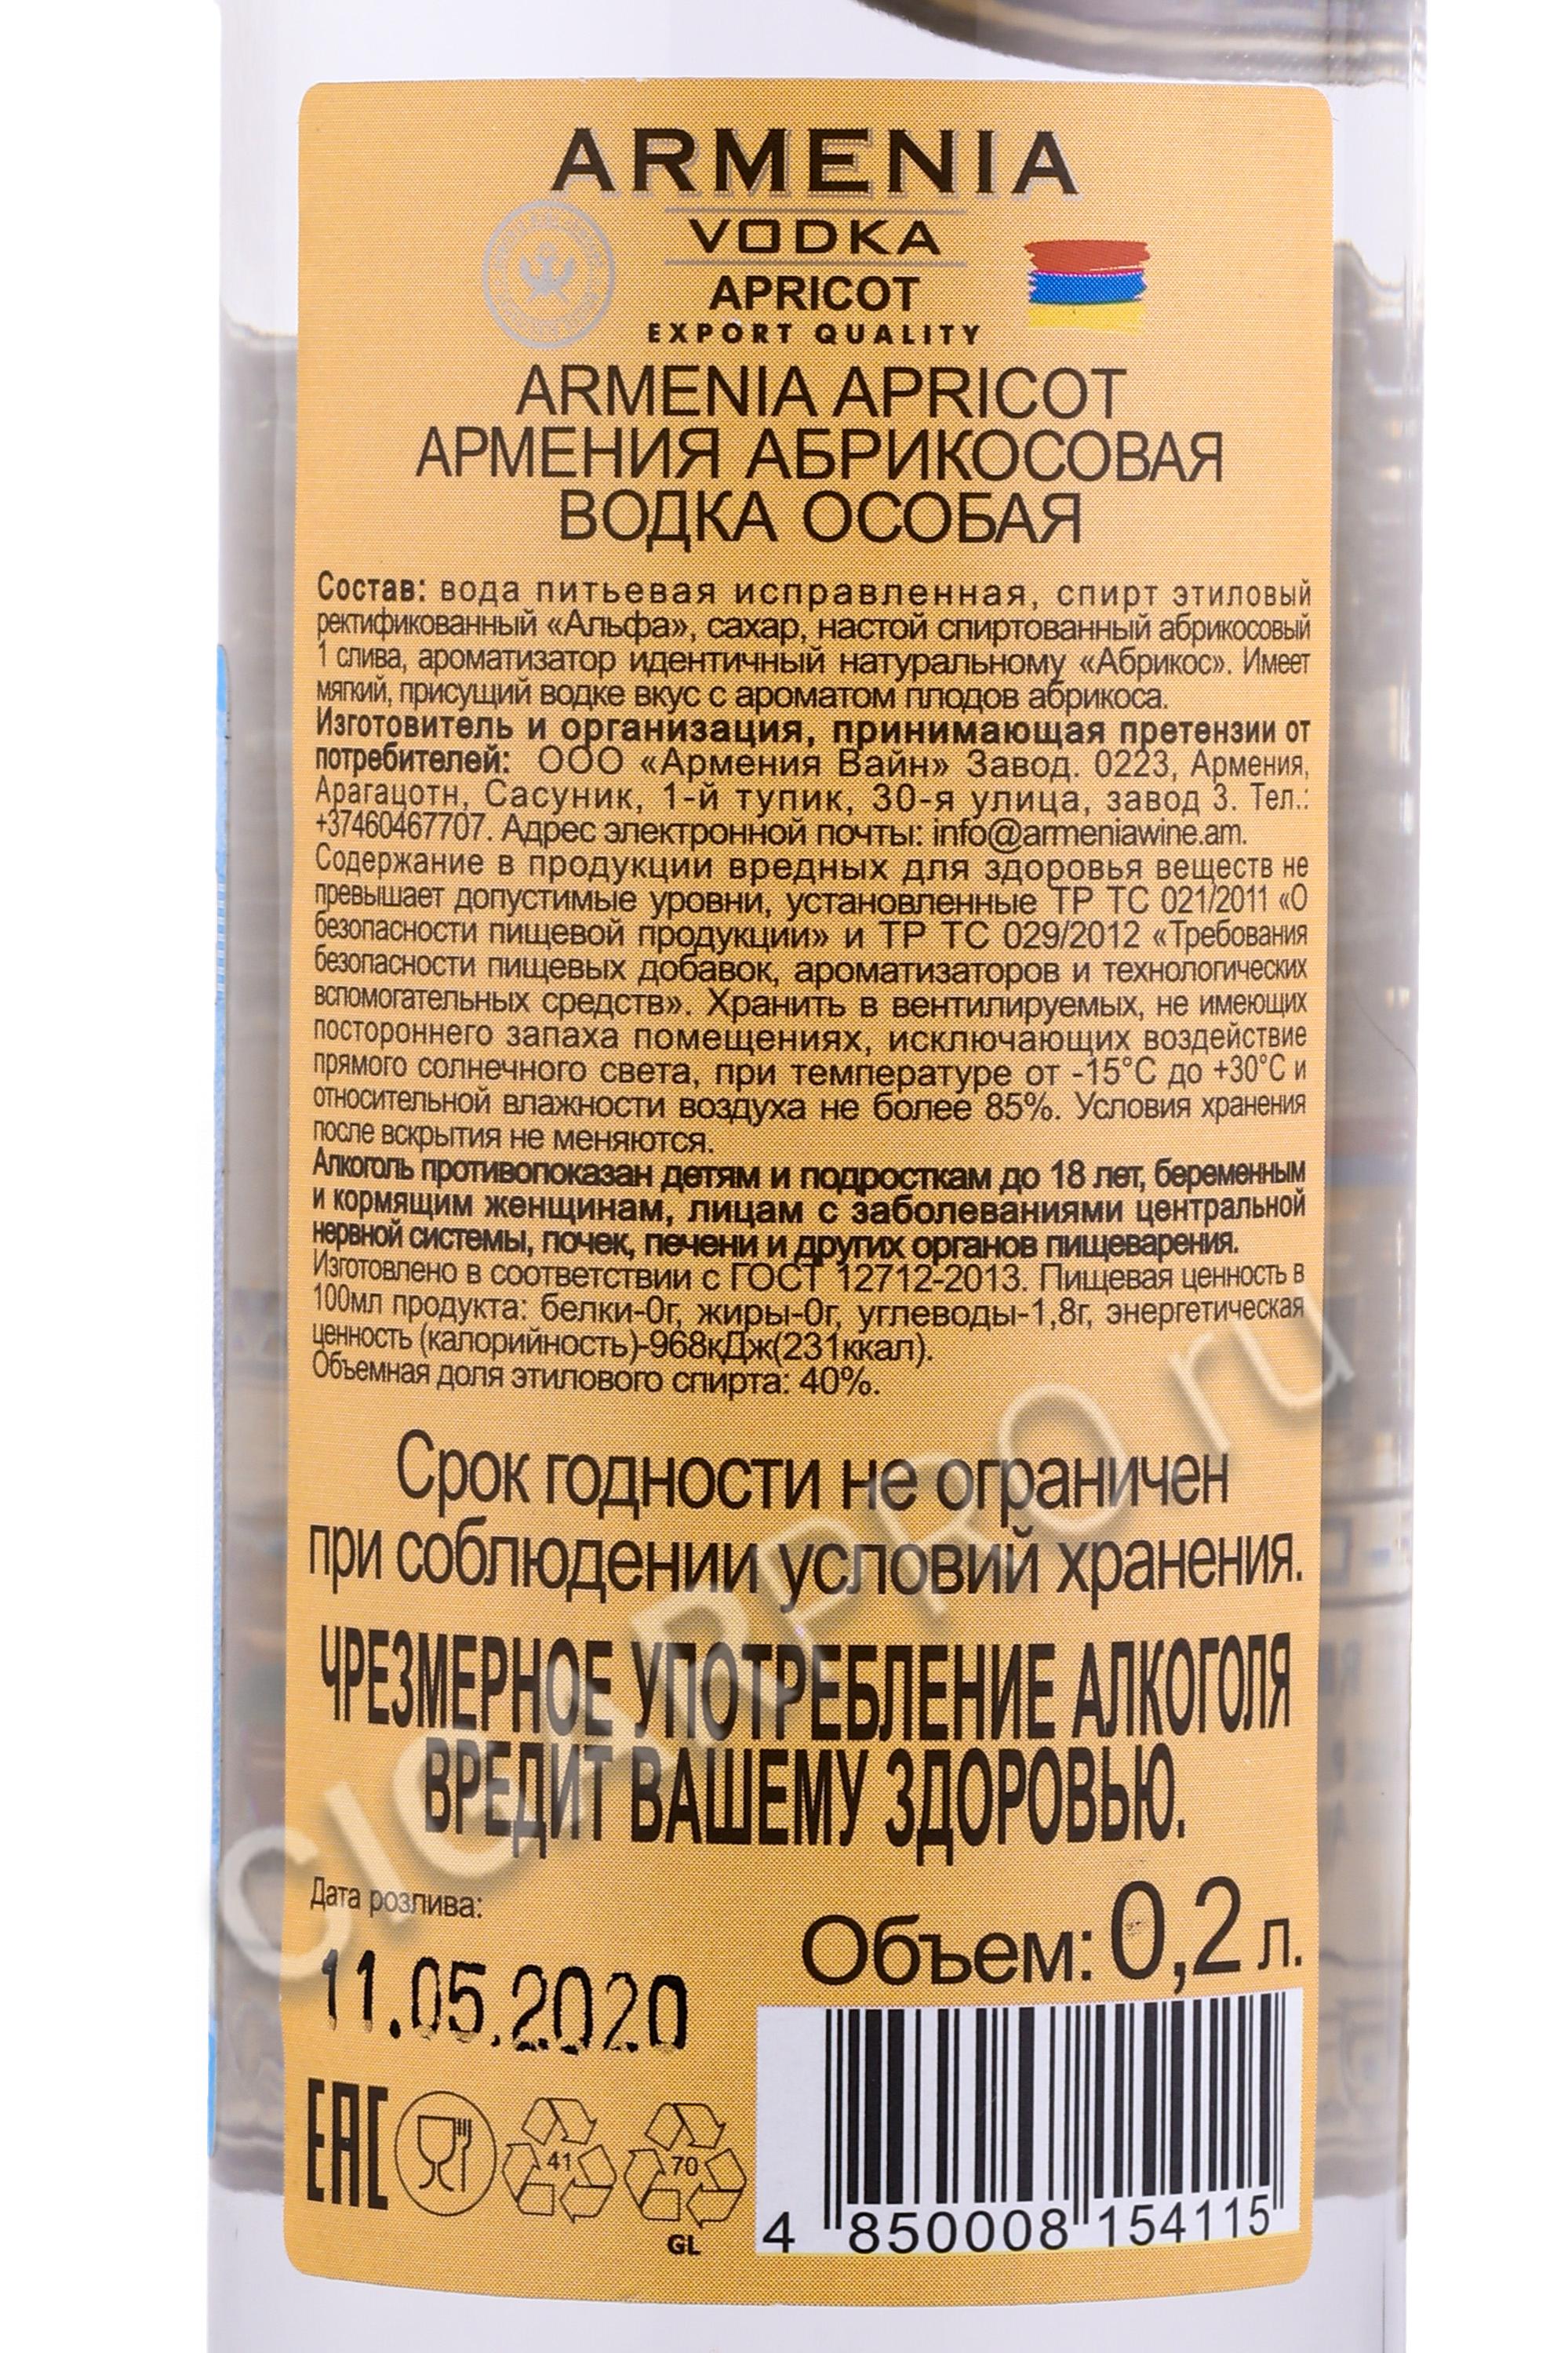 ARMENIA
VODKA
APRICOT
EXPORT QUALITY
ARMENIA APRICOT
АРМЕНИЯ АБРИКОСОВАЯ
ВОДКА ОСОБАЯ
Состав: вода питьевая исправленная, спирт этиловый
ректификованный «Альфа», сахар, настой спиртованный абрикосовый
1 слива, ароматизатор идентичный натуральному «Абрикос». Имеет
мягкий, присущий водке вкус с ароматом плодов абрикоса.
Изготовитель и организация, принимающая претензии от
потребителей: ООО «Армения Вайн» Завод. 0223, Армения,
Арагацотн, Сасуник, 1-й тупик, 30-я улица, завод 3. Тел.:
+37460467707. Адрес электронной почты: info@armeniawine.am.
Содержание в продукции вредных для здоровья веществ не
превышает допустимые уровни, установленные ТР ТС 021/2011 «О
безопасности пищевой продукции» и ТР ТС 029/2012 «Требования
безопасности пищевых добавок, ароматизаторов и технологических
вспомогательных средств». Хранить в вентилируемых, не имеющих
постороннего запаха помещениях, исключающих воздействие
прямого солнечного света, при температуре от -15°С до +30°С и
относительной влажности воздуха не более 85%. Условия хранения
после вскрытия не меняются.
Алкоголь противопоказан детям и подросткам до 18 лет, беременным
и кормящим женщинам, лицам с заболеваниями центральной
нервной системы, почек, печени и других органов пищеварения.
Изготовлено в соответствии с ГОСТ 12712-2013. Пищевая ценность в
100мл продукта: белки-0г, жиры-0г, углеводы-1,8г, энергетическая
ценность (калорийность)-968кДж(231ккал).
Объемная доля этилового спирта: 40%.
Срок годности не ограничен
при соблюдении условий хранения.
ЧРЕЗМЕРНОЕ УПОТРЕБЛЕНИЕ АЛКОГОЛЯ
ВРЕДИТ ВАШЕМУ ЗДОРОВЬЮ.
Дата розлива:
11.05.2020
Объем: 0,2 л.
EAC
41
70
GL
4 850008 154115
CIGARPRO.ru